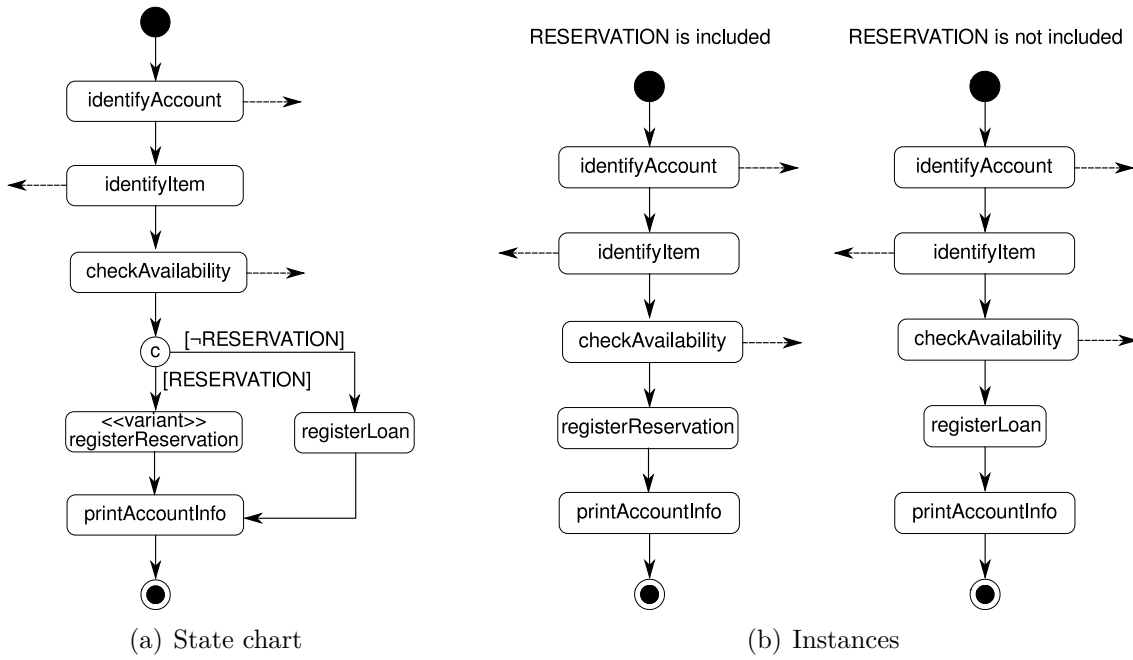 identifyAccount
identifyItem
checkAvailability
c
[¬RESERVATION]
[RESERVATION]
<<variant>>
registerReservation
registerLoan
printAccountInfo
(a) State chart
RESERVATION is included
identifyAccount
identifyItem
checkAvailability
registerReservation
printAccountInfo
RESERVATION is not included
identifyAccount
identifyItem
checkAvailability
registerLoan
printAccountInfo
(b) Instances